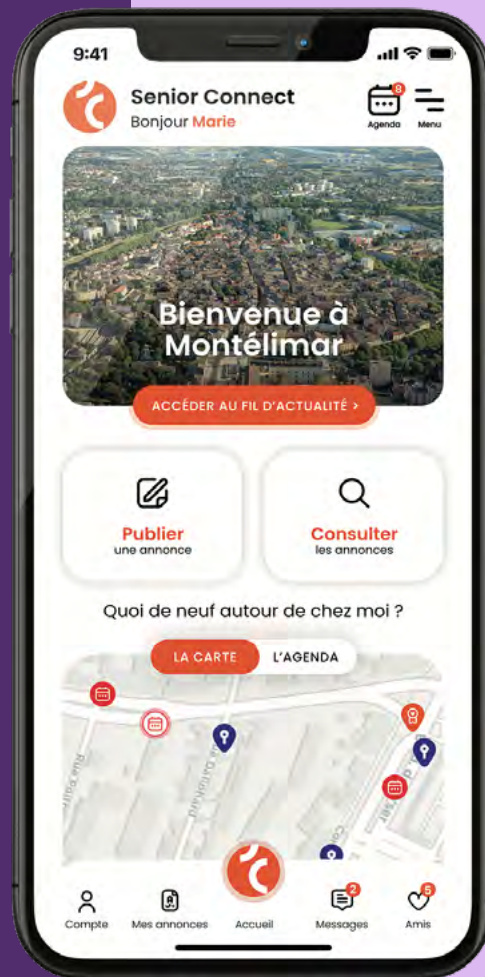 9:41
Senior Connect
Bonjour Marie
8
Agenda
Menu
Bienvenue à
Montélimar
ACCÉDER AU FIL D'ACTUALITÉ >
Publier
une annonce
Consulter
les annonces
Quoi de neuf autour de chez moi ?
LA CARTE
L'AGENDA
Compte
Mes annonces
Accueil
2
Messages
5
Amis